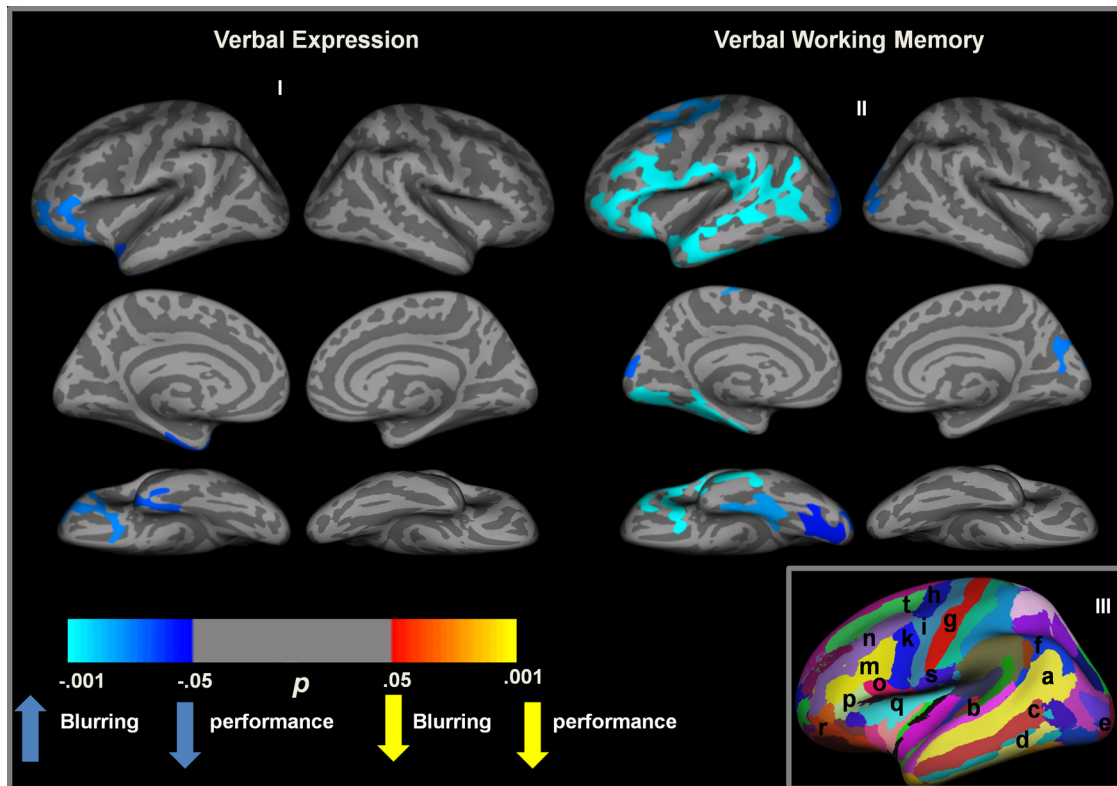 Verbal Expression
Verbal Working Memory
I
II
-.001
-.05
p
.05
.001
Blurring
performance
Blurring
performance
III
t
h
n
k
i
g
m
o
s
f
a
p
q
b
c
r
d
e